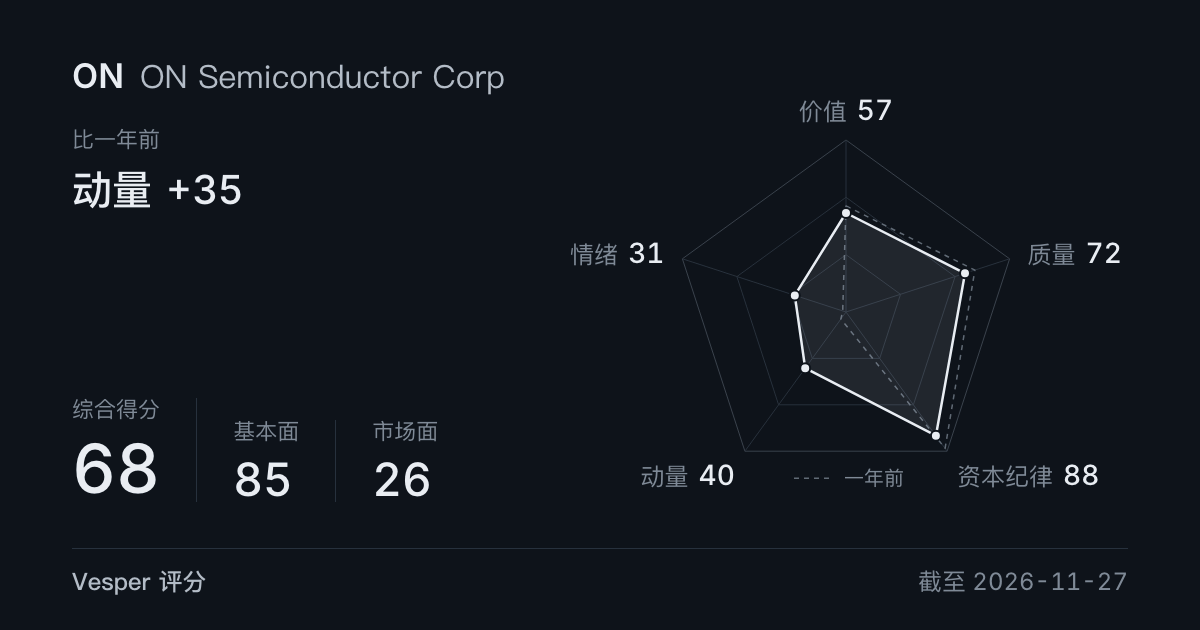 ON ON Semiconductor Corp
比一年前
动量 +35
价值 57
情绪 31
质量 72
动量 40
一年前
资本纪律 88
综合得分
68
基本面
85
市场面
26
Vesper 评分
截至 2026-11-27